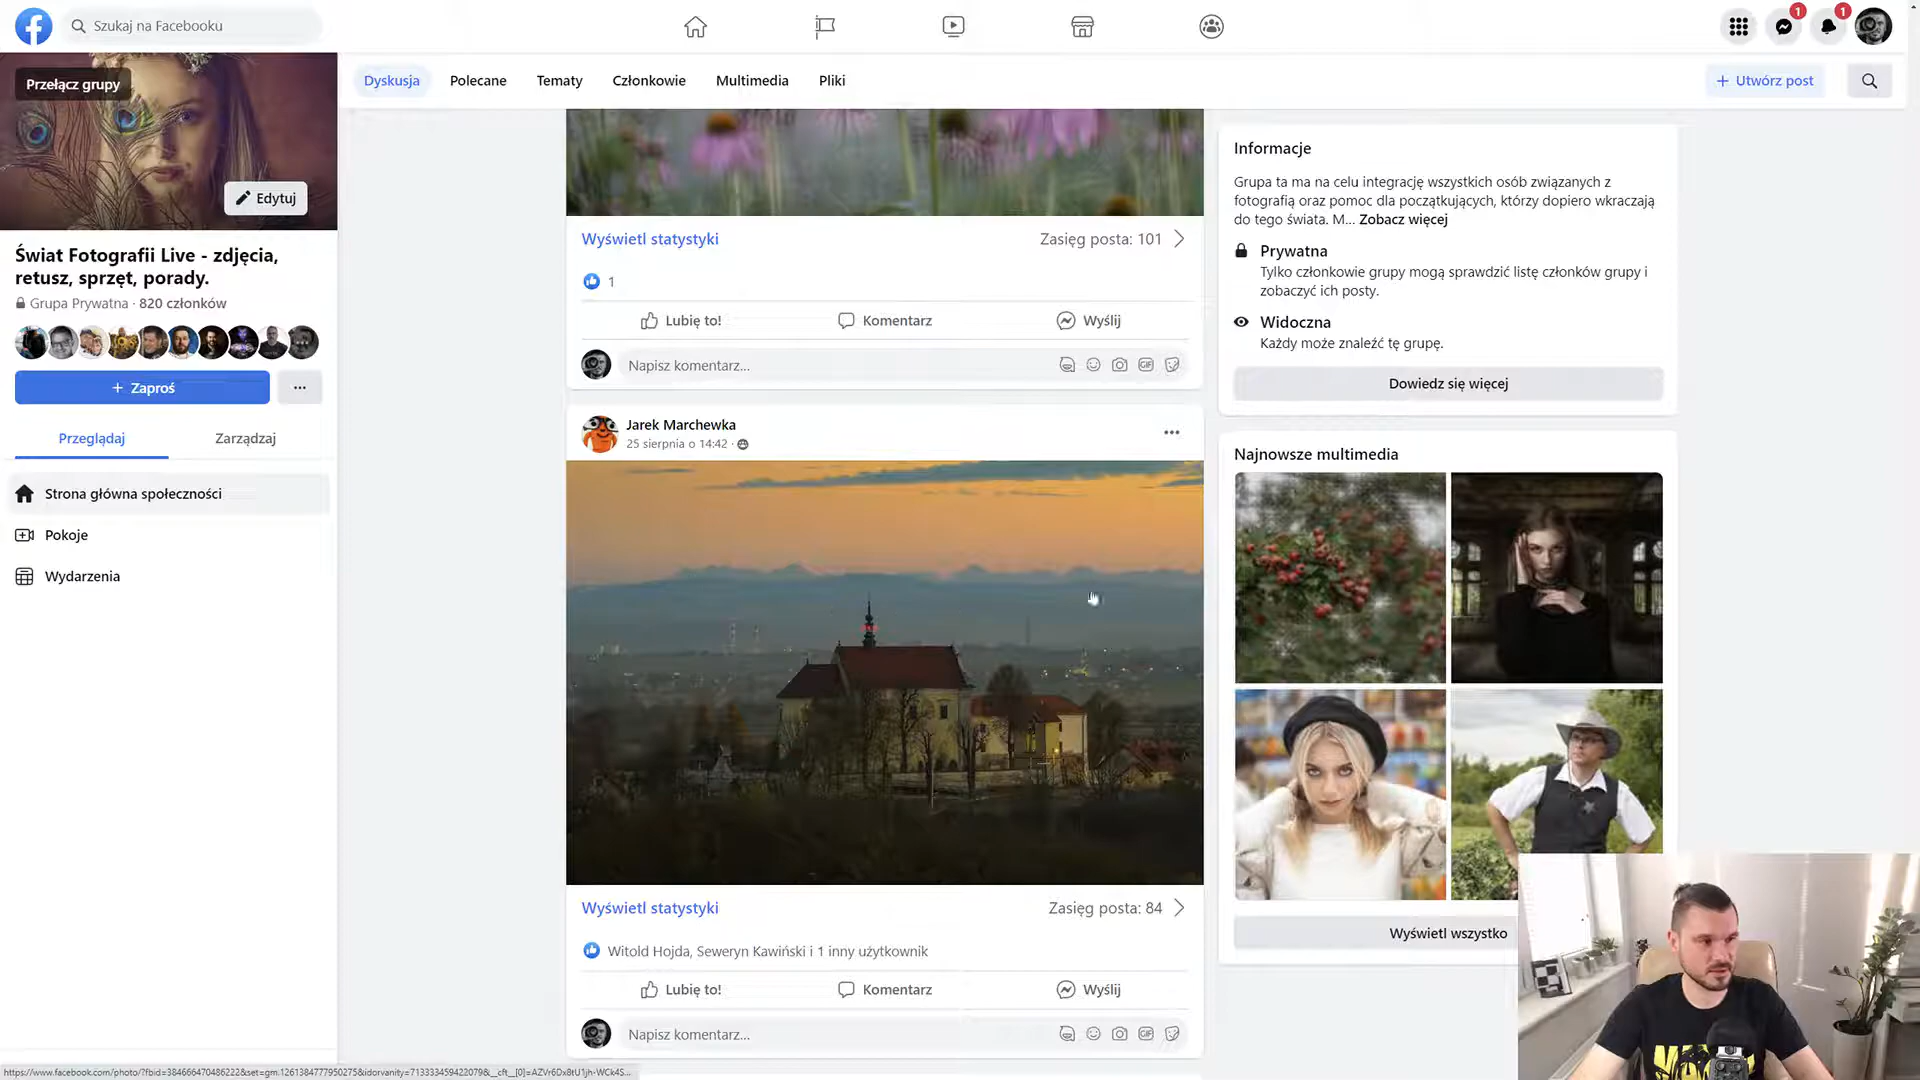 Szukaj na Facebooku
1
1
Przełącz grupy
Edytuj
Świat Fotografii Live - zdjęcia,
retusz, sprzęt, porady.
Grupa Prywatna · 820 członków
+ Zaproś
...
Przeglądaj
Zarządzaj
Strona główna społeczności
Pokoje
Wydarzenia
Dyskusja
Polecane
Tematy
Członkowie
Multimedia
Pliki
+ Utwórz post
Wyświetl statystyki
Zasięg posta: 101
1
Lubię to!
Komentarz
Wyślij
Napisz komentarz...
GIF
Jarek Marchewka
25 sierpnia o 14:42 ·
Wyświetl statystyki
Zasięg posta: 84
Witold Hojda, Seweryn Kawiński i 1 inny użytkownik
Lubię to!
Komentarz
Wyślij
Napisz komentarz...
GIF
Informacje
Grupa ta ma na celu integrację wszystkich osób związanych z
fotografią oraz pomoc dla początkujących, którzy dopiero wkraczają
do tego świata. M... Zobacz więcej
Prywatna
Tylko członkowie grupy mogą sprawdzić listę członków grupy i
zobaczyć ich posty.
Widoczna
Każdy może znaleźć tę grupę.
Dowiedz się więcej
Najnowsze multimedia
Wyświetl wszystko